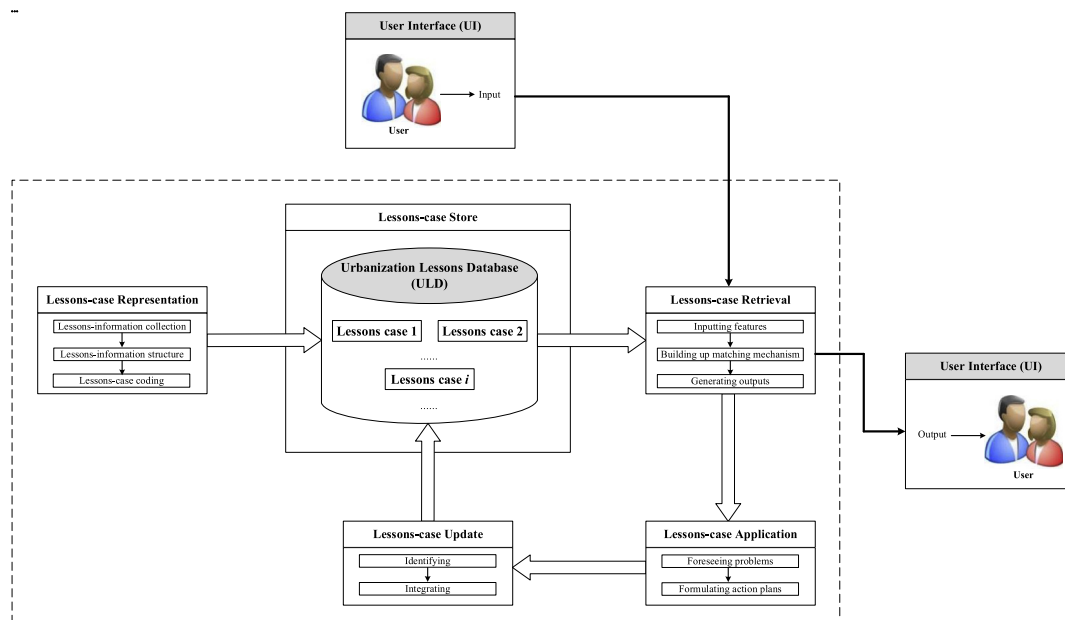 ...
User Interface (UI)
Input
User
Lessons-case Store
Urbanization Lessons Database
(ULD)
Lessons case 1
Lessons case 2
......
Lessons case i
......
Lessons-case Representation
Lessons-information collection
Lessons-information structure
Lessons-case coding
Lessons-case Retrieval
Inputting features
Building up matching mechanism
Generating outputs
User Interface (UI)
Output
User
Lessons-case Update
Identifying
Integrating
Lessons-case Application
Foreseeing problems
Formulating action plans